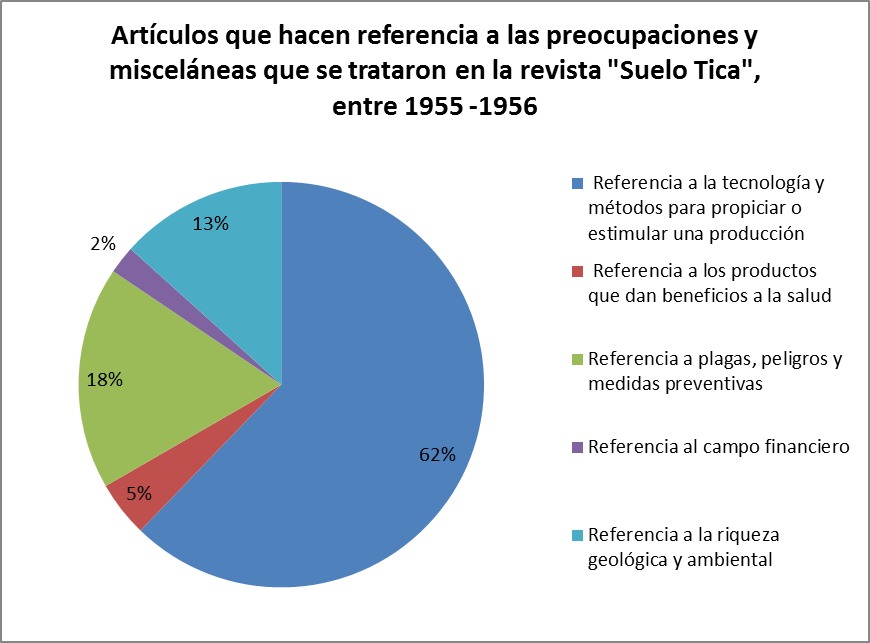 Artículos que hacen referencia a las preocupaciones y
misceláneas que se trataron en la revista "Suelo Tica",
entre 1955 -1956
13%
2%
18%
5%
62%
Referencia a la tecnología y
métodos para propiciar o
estimular una producción
Referencia a los productos
que dan beneficios a la salud
Referencia a plagas, peligros y
medidas preventivas
Referencia al campo financiero
Referencia a la riqueza
geológica y ambiental